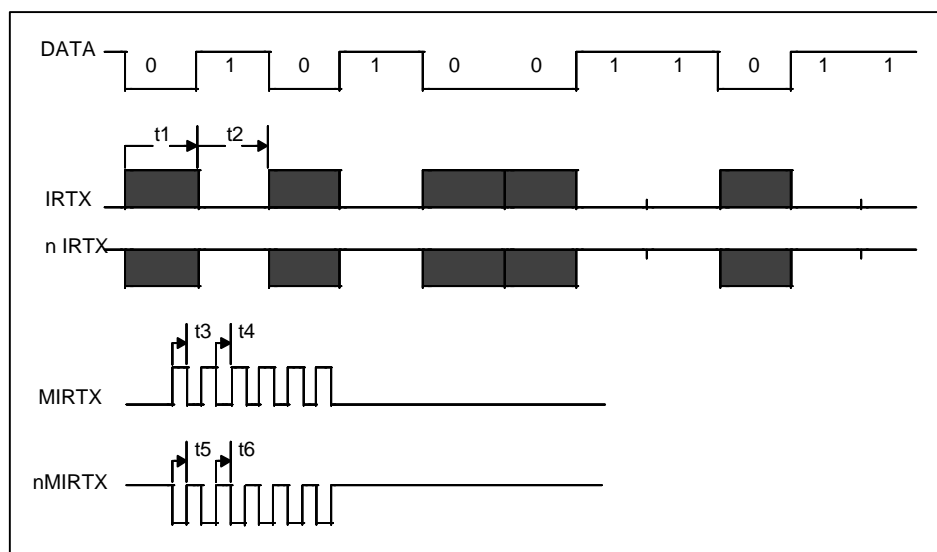 DATA
0 1 0 1 0 0 1 1 0 1 1
t1 t2
IRTX
n IRTX
t3 t4
MIRTX
t5 t6
nMIRTX